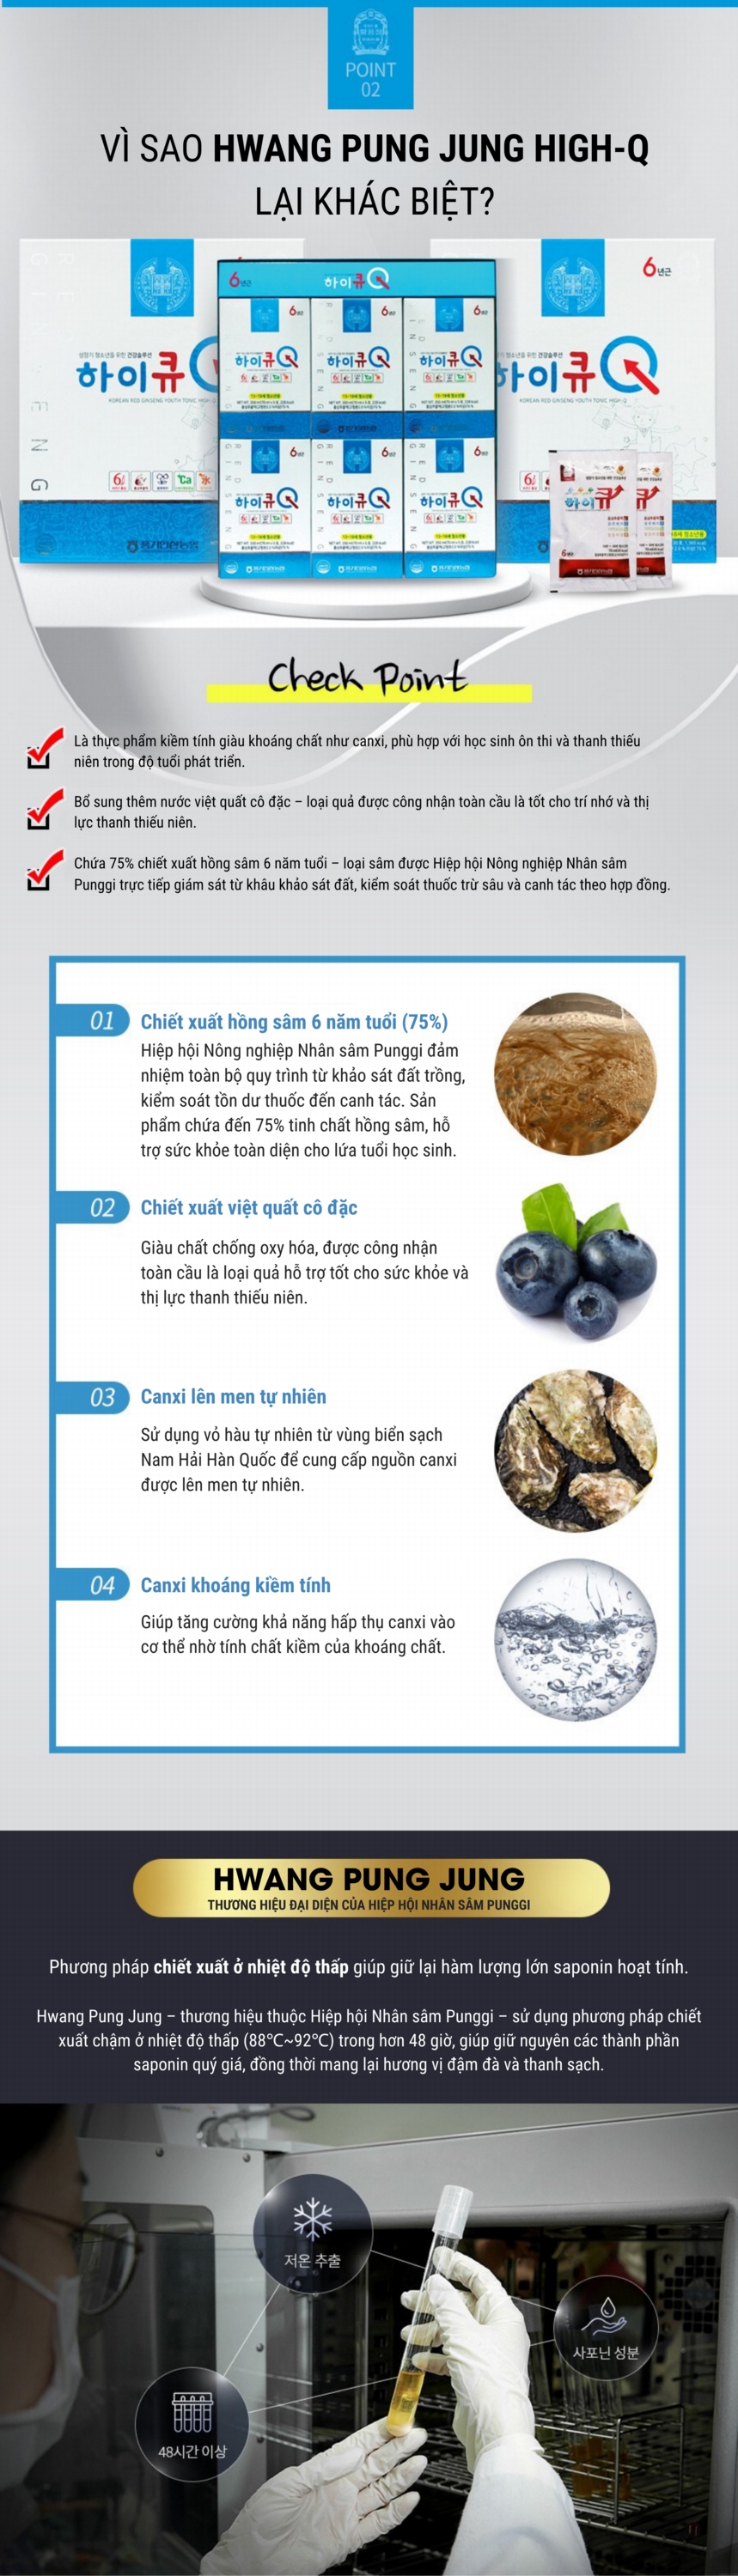 POINT
02
VÌ SAO HWANG PUNG JUNG HIGH-Q
LẠI KHÁC BIỆT?
6년근
하이큐
6년근
하이큐
KOREAN RED GINSENG YOUTH TONIC HIGH-Q
Check Point
Là thực phẩm kiềm tính giàu khoáng chất như canxi, phù hợp với học sinh ôn thi và thanh thiếu
niên trong độ tuổi phát triển.
Bổ sung thêm nước việt quất cô đặc – loại quả được công nhận toàn cầu là tốt cho trí nhớ và thị
lực thanh thiếu niên.
Chứa 75% chiết xuất hồng sâm 6 năm tuổi – loại sâm được Hiệp hội Nông nghiệp Nhân sâm
Punggi trực tiếp giám sát từ khâu khảo sát đất, kiểm soát thuốc trừ sâu và canh tác theo hợp đồng.
01
Chiết xuất hồng sâm 6 năm tuổi (75%)
Hiệp hội Nông nghiệp Nhân sâm Punggi đảm
nhiệm toàn bộ quy trình từ khảo sát đất trồng,
kiểm soát tồn dư thuốc đến canh tác. Sản
phẩm chứa đến 75% tinh chất hồng sâm, hỗ
trợ sức khỏe toàn diện cho lứa tuổi học sinh.
02
Chiết xuất việt quất cô đặc
Giàu chất chống oxy hóa, được công nhận
toàn cầu là loại quả hỗ trợ tốt cho sức khỏe và
thị lực thanh thiếu niên.
03
Canxi lên men tự nhiên
Sử dụng vỏ hàu tự nhiên từ vùng biển sạch
Nam Hải Hàn Quốc để cung cấp nguồn canxi
được lên men tự nhiên.
04
Canxi khoáng kiềm tính
Giúp tăng cường khả năng hấp thụ canxi vào
cơ thể nhờ tính chất kiềm của khoáng chất.
HWANG PUNG JUNG
THƯƠNG HIỆU ĐẠI DIỆN CỦA HIỆP HỘI NHÂN SÂM PUNGGI
Phương pháp chiết xuất ở nhiệt độ thấp giúp giữ lại hàm lượng lớn saponin hoạt tính.
Hwang Pung Jung – thương hiệu thuộc Hiệp hội Nhân sâm Punggi – sử dụng phương pháp chiết
xuất chậm ở nhiệt độ thấp (88℃~92℃) trong hơn 48 giờ, giúp giữ nguyên các thành phần
saponin quý giá, đồng thời mang lại hương vị đậm đà và thanh sạch.
저온 추출
사포닌 성분
48시간 이상